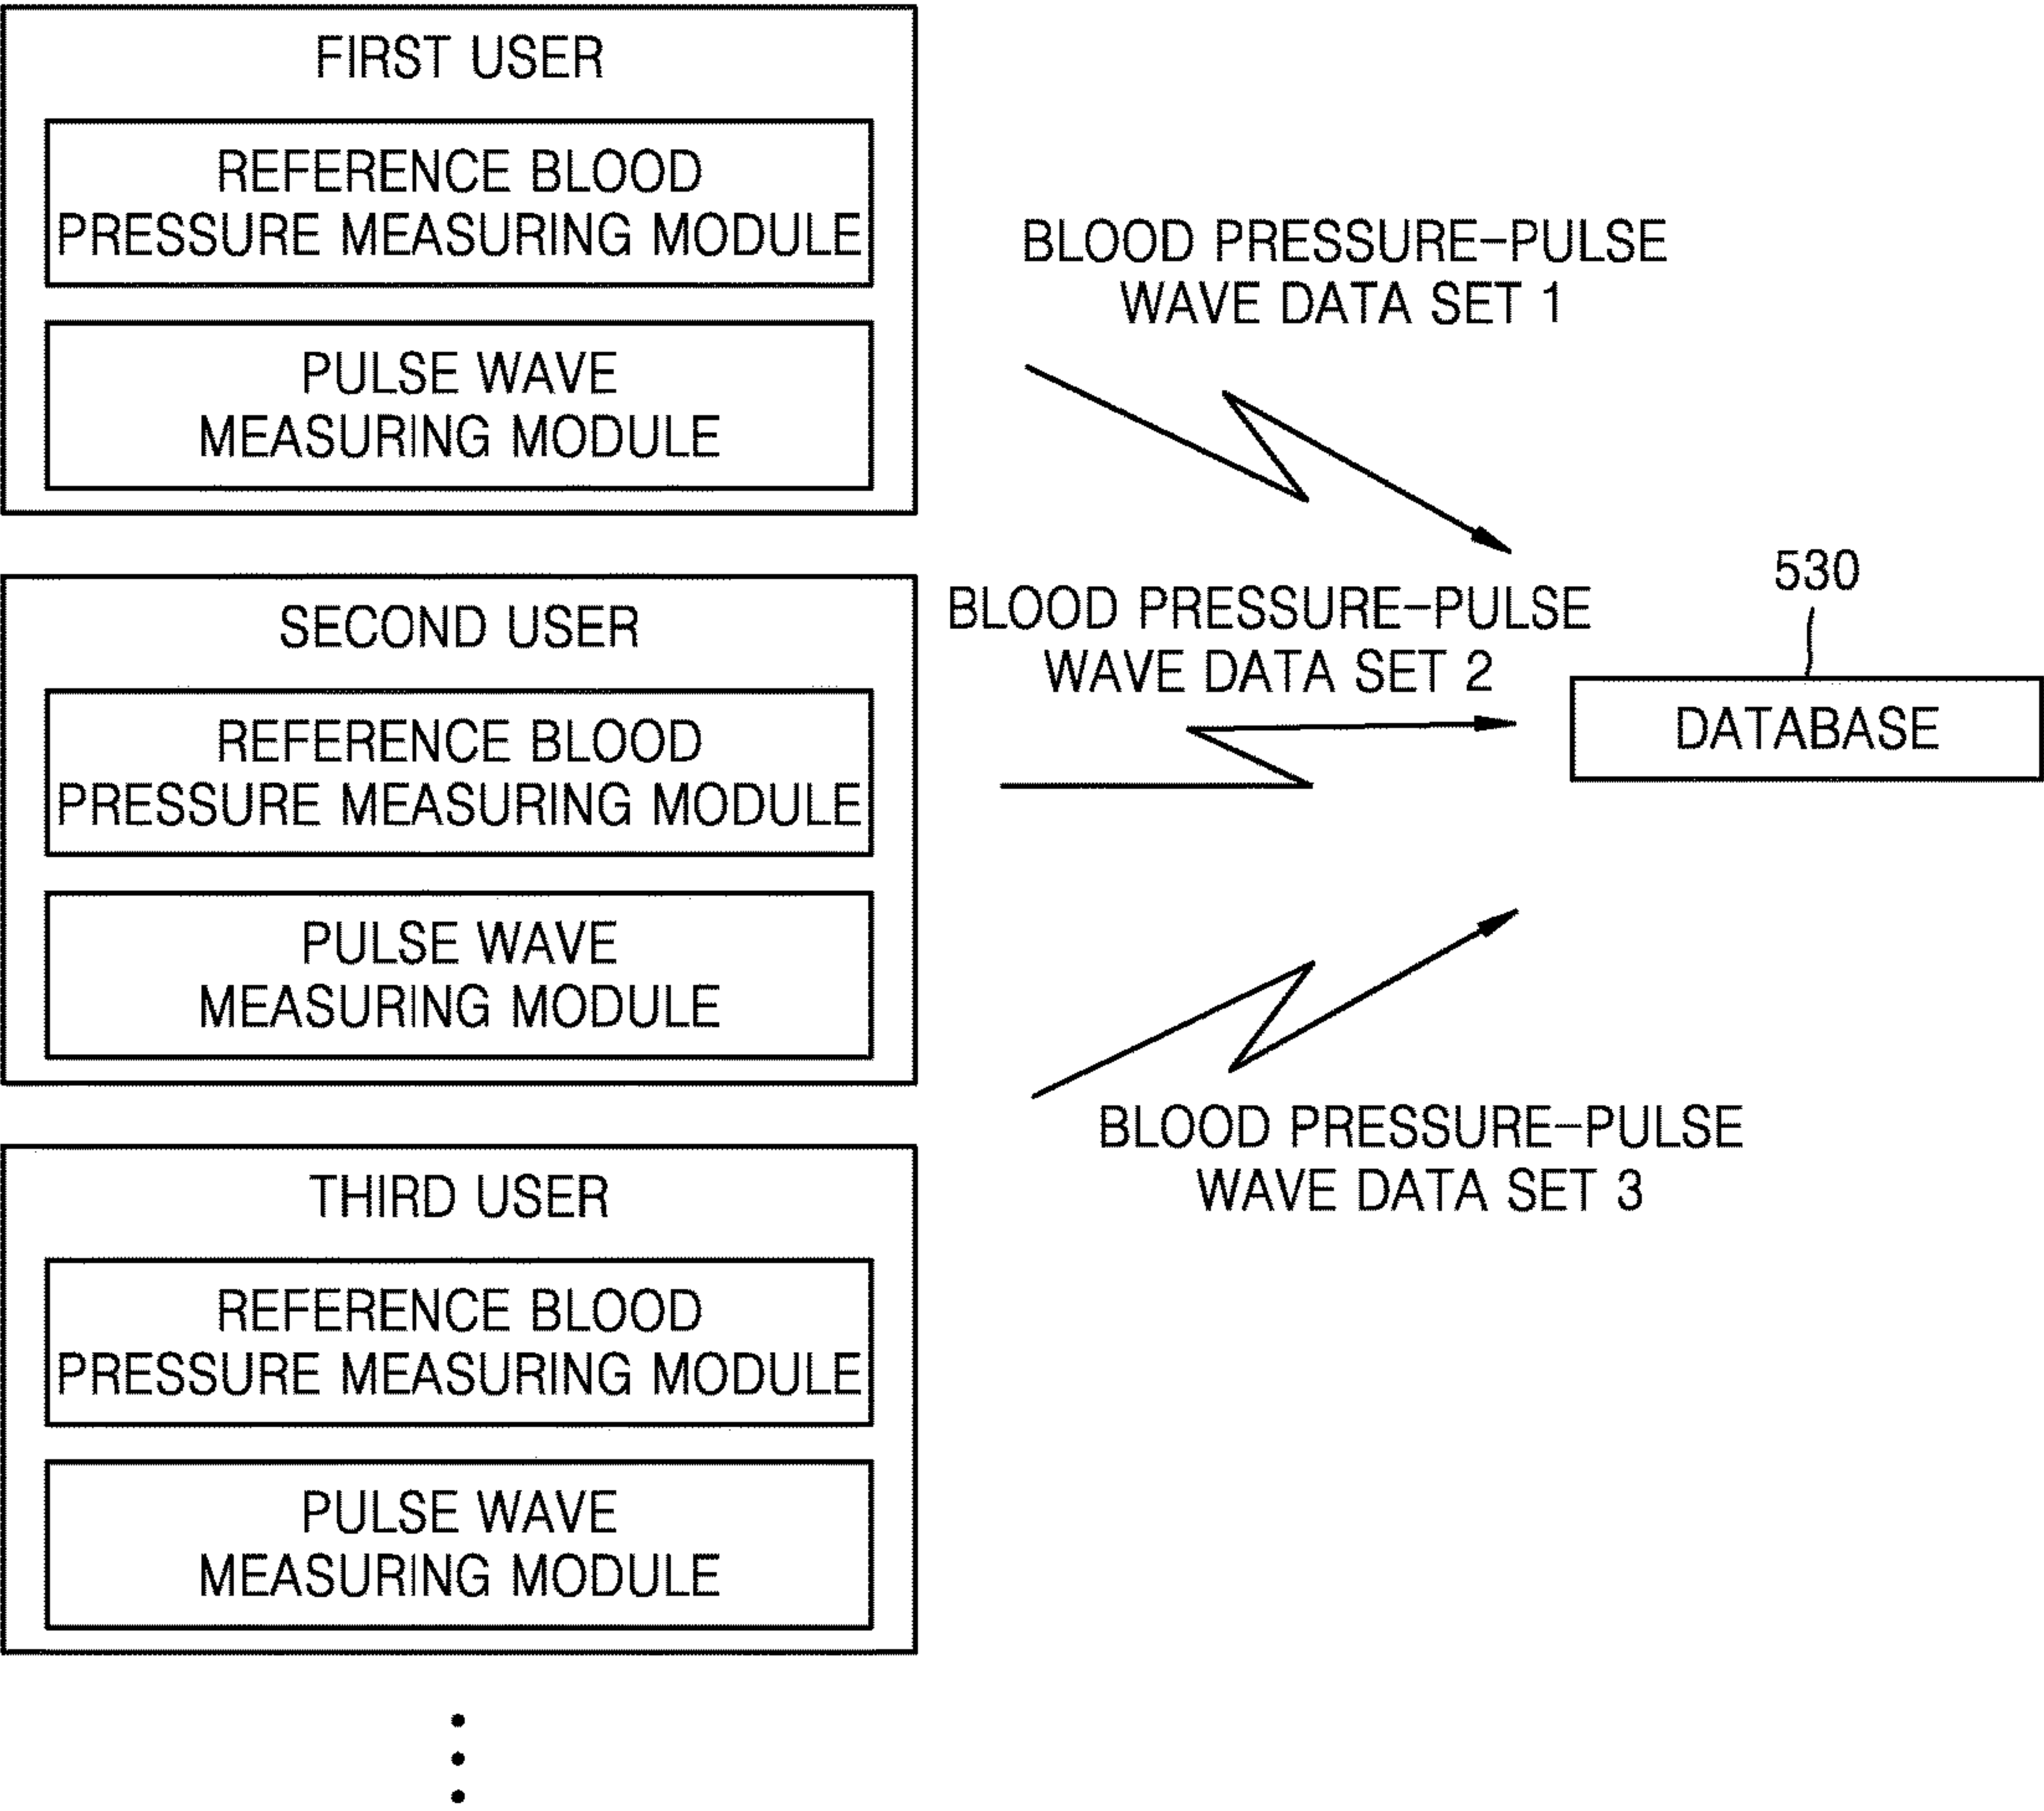 FIRST USER
REFERENCE BLOOD
PRESSURE MEASURING MODULE
PULSE WAVE
MEASURING MODULE
BLOOD PRESSURE-PULSE
WAVE DATA SET 1
SECOND USER
REFERENCE BLOOD
PRESSURE MEASURING MODULE
PULSE WAVE
MEASURING MODULE
BLOOD PRESSURE-PULSE
WAVE DATA SET 2
530
DATABASE
THIRD USER
REFERENCE BLOOD
PRESSURE MEASURING MODULE
PULSE WAVE
MEASURING MODULE
BLOOD PRESSURE-PULSE
WAVE DATA SET 3